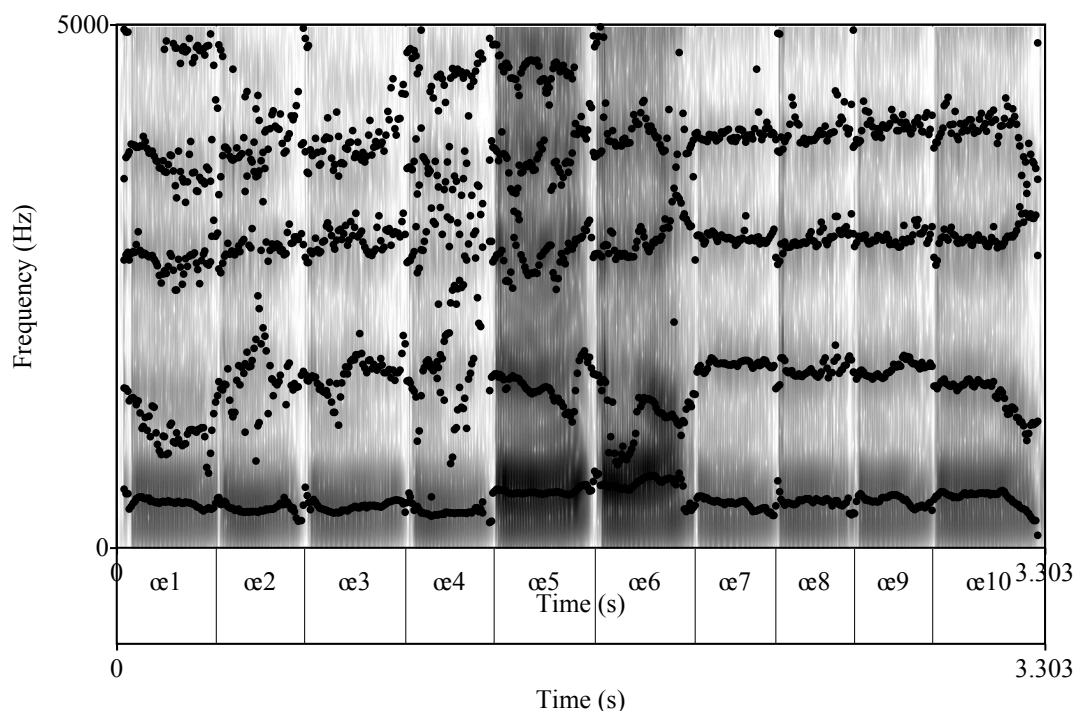 5000
Frequency (Hz)
0
0 3.303
œ1 œ2 œ3 œ4 œ5 œ6 œ7 œ8 œ9 œ10
Time (s)
0 3.303
Time (s)